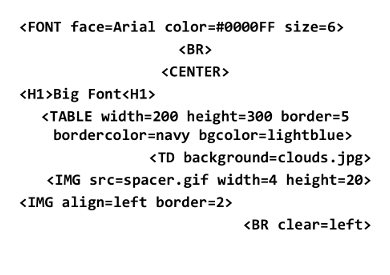 <FONT face=Arial color=#0000FF size=6>
<BR>
<CENTER>
<H1>Big Font<H1>
<TABLE width=200 height=300 border=5
bordercolor=navy bgcolor=lightblue>
<TD background=clouds.jpg>
<IMG src=spacer.gif width=4 height=20>
<IMG align=left border=2>
<BR clear=left>